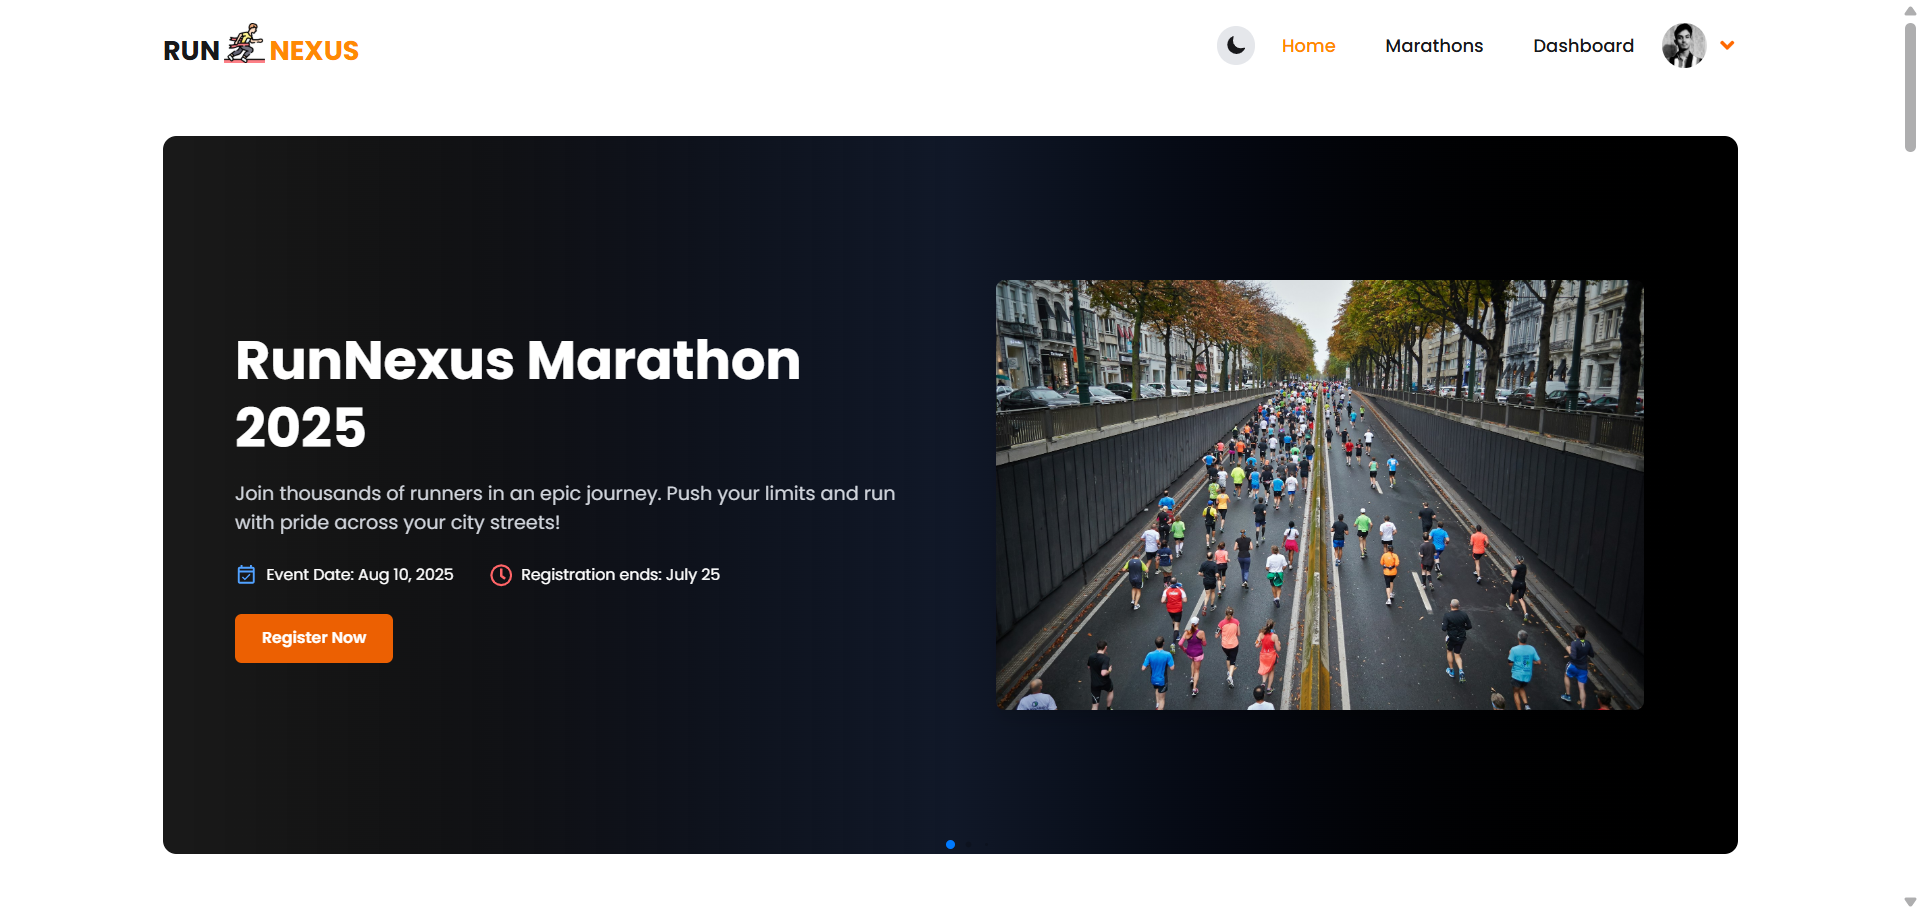 RUN NEXUS
Home
Marathons
Dashboard
RunNexus Marathon
2025
Join thousands of runners in an epic journey. Push your limits and run
with pride across your city streets!
Event Date: Aug 10, 2025
Registration ends: July 25
Register Now